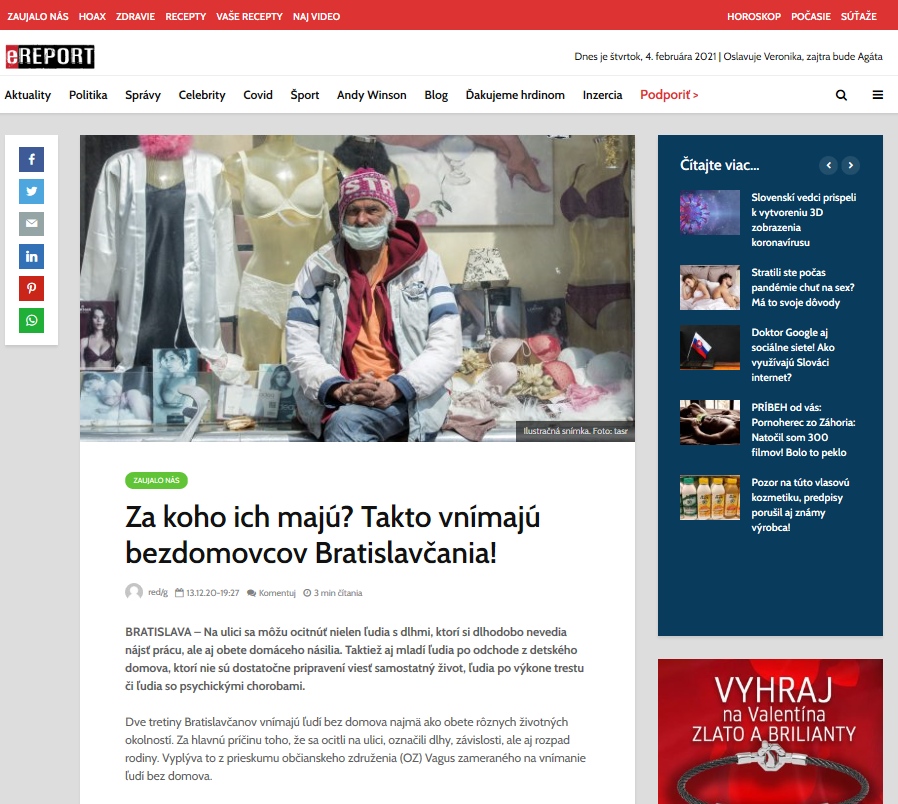 ZAUJALO NÁS HOAX ZDRAVIE RECEPTY VAŠE RECEPTY NAJ VIDEO
HOROSKOP POČASIE SÚŤAŽE
eREPORT
Dnes je štvrtok, 4. februára 2021 | Oslavuje Veronika, zajtra bude Agáta
Aktuality Politika Správy Celebrity Covid Šport Andy Winson Blog Ďakujeme hrdinom Inzercia Podporiť >
STR
Ilustračná snímka. Foto: tasr
ZAUJALO NÁS
Za koho ich majú? Takto vnímajú
bezdomovcov Bratislavčania!
red/g 13.12.20-19:27 Komentuj 3 min čítania
BRATISLAVA – Na ulici sa môžu ocitnúť nielen ľudia s dlhmi, ktorí si dlhodobo nevedia
nájsť prácu, ale aj obete domáceho násilia. Taktiež aj mladí ľudia po odchode z detského
domova, ktorí nie sú dostatočne pripravení viesť samostatný život, ľudia po výkone trestu
či ľudia so psychickými chorobami.
Dve tretiny Bratislavčanov vnímajú ľudí bez domova najmä ako obete rôznych životných
okolností. Za hlavnú príčinu toho, že sa ocitli na ulici, označili dlhy, závislosti, ale aj rozpad
rodiny. Vyplýva to z prieskumu občianskeho združenia (OZ) Vagus zameraného na vnímanie
ľudí bez domova.
Čítajte viac...
Slovenskí vedci prispeli
k vytvoreniu 3D
zobrazenia
koronavírusu
Stratili ste počas
pandémie chuť na sex?
Má to svoje dôvody
Doktor Google aj
sociálne siete! Ako
využívajú Slováci
internet?
PRÍBEH od vás:
Pornoherec zo Záhoria:
Natočil som 300
filmov! Bolo to peklo
Pozor na túto vlasovú
kozmetiku, predpisy
porušil aj známy
výrobca!
VYHRAJ
na Valentína
ZLATO A BRILIANTY